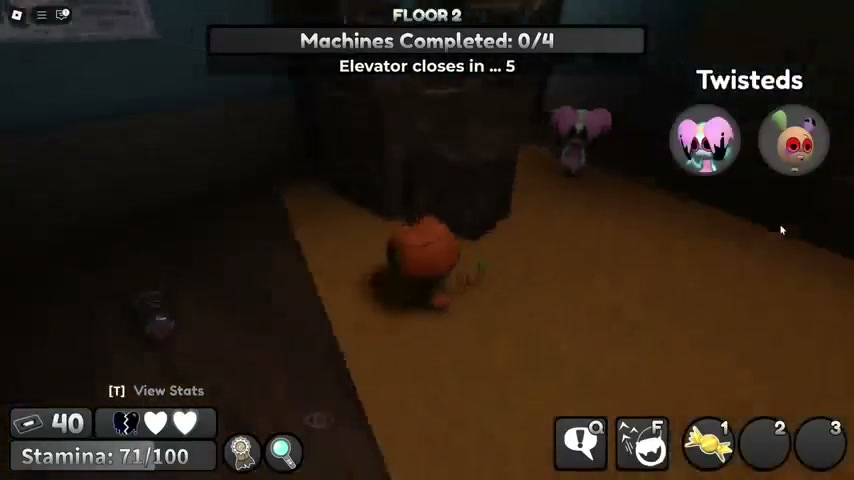 FLOOR 2
Machines Completed: 0/4
Elevator closes in ... 5
Twisteds
[T] View Stats
40
Stamina: 71/100
Q
F
1
2
3